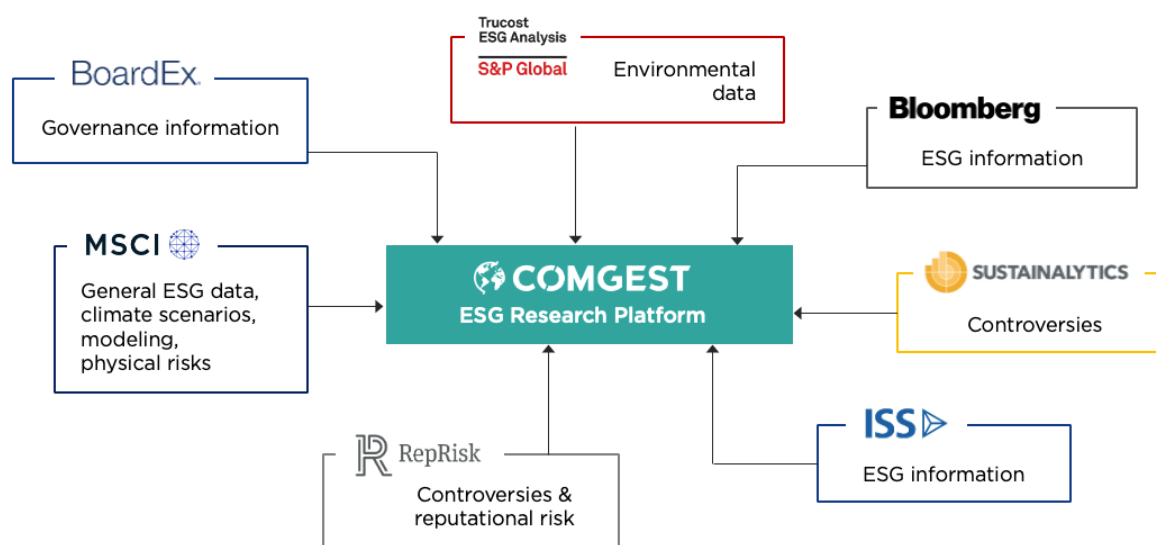 Trucost
ESG Analysis
S&P Global
Environmental
data
BoardEx.
Governance information
Bloomberg
ESG information
MSCI
General ESG data,
climate scenarios,
modeling,
physical risks
COMGEST
ESG Research Platform
SUSTAINALYTICS
Controversies
RepRisk
Controversies &
reputational risk
ISS
ESG information